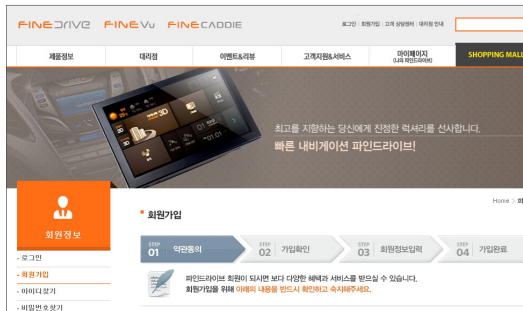 FINEDRIVE FINEVU FINECADDIE
로그인 | 회원가입 | 고객 상담센터 | 대리점 안내
제품정보 대리점 이벤트&리뷰 고객지원&서비스 마이페이지 SHOPPING MALL
(나의 파인드라이브)
최고를 지향하는 당신에게 진정한 럭셔리를 선사합니다.
빠른 내비게이션 파인드라이브!
Home >
회원정보
회원가입
STEP 01 약관동의 STEP 02 가입확인 STEP 03 회원정보입력 STEP 04 가입완료
- 로그인
- 회원가입
- 아이디찾기
- 비밀번호찾기
파인드라이브 회원이 되시면 보다 다양한 혜택과 서비스를 받으실 수 있습니다.
회원가입을 위해 아래의 내용을 반드시 확인하고 숙지해주세요.